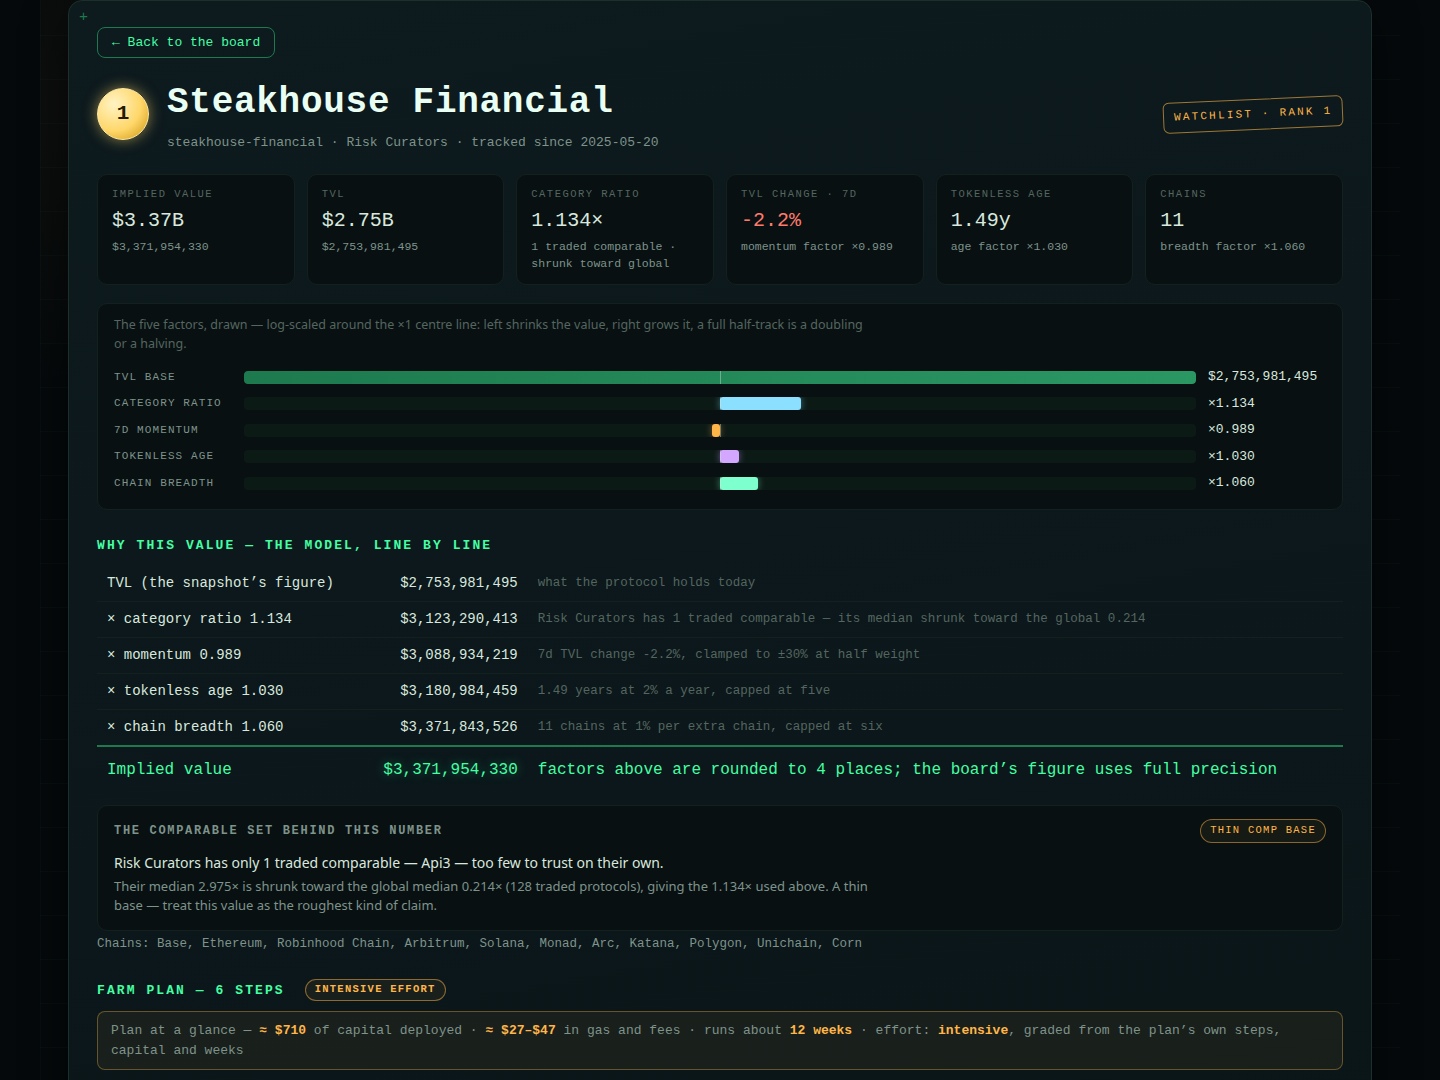 +
← Back to the board
1
Steakhouse Financial
steakhouse-financial · Risk Curators · tracked since 2025-05-20
WATCHLIST · RANK 1
IMPLIED VALUE
$3.37B
$3,371,954,330
TVL
$2.75B
$2,753,981,495
CATEGORY RATIO
1.134×
1 traded comparable ·
shrunk toward global
TVL CHANGE · 7D
-2.2%
momentum factor ×0.989
TOKENLESS AGE
1.49y
age factor ×1.030
CHAINS
11
breadth factor ×1.060
The five factors, drawn — log-scaled around the ×1 centre line: left shrinks the value, right grows it, a full half-track is a doubling
or a halving.
TVL BASE $2,753,981,495
CATEGORY RATIO ×1.134
7D MOMENTUM ×0.989
TOKENLESS AGE ×1.030
CHAIN BREADTH ×1.060
WHY THIS VALUE — THE MODEL, LINE BY LINE
TVL (the snapshot’s figure) $2,753,981,495 what the protocol holds today
× category ratio 1.134 $3,123,290,413 Risk Curators has 1 traded comparable — its median shrunk toward the global 0.214
× momentum 0.989 $3,088,934,219 7d TVL change -2.2%, clamped to ±30% at half weight
× tokenless age 1.030 $3,180,984,459 1.49 years at 2% a year, capped at five
× chain breadth 1.060 $3,371,843,526 11 chains at 1% per extra chain, capped at six
Implied value $3,371,954,330 factors above are rounded to 4 places; the board’s figure uses full precision
THE COMPARABLE SET BEHIND THIS NUMBER
THIN COMP BASE
Risk Curators has only 1 traded comparable — Api3 — too few to trust on their own.
Their median 2.975× is shrunk toward the global median 0.214× (128 traded protocols), giving the 1.134× used above. A thin
base — treat this value as the roughest kind of claim.
Chains: Base, Ethereum, Robinhood Chain, Arbitrum, Solana, Monad, Arc, Katana, Polygon, Unichain, Corn
FARM PLAN — 6 STEPS
INTENSIVE EFFORT
Plan at a glance — ≈ $710 of capital deployed · ≈ $27–$47 in gas and fees · runs about 12 weeks · effort: intensive, graded from the plan’s own steps,
capital and weeks